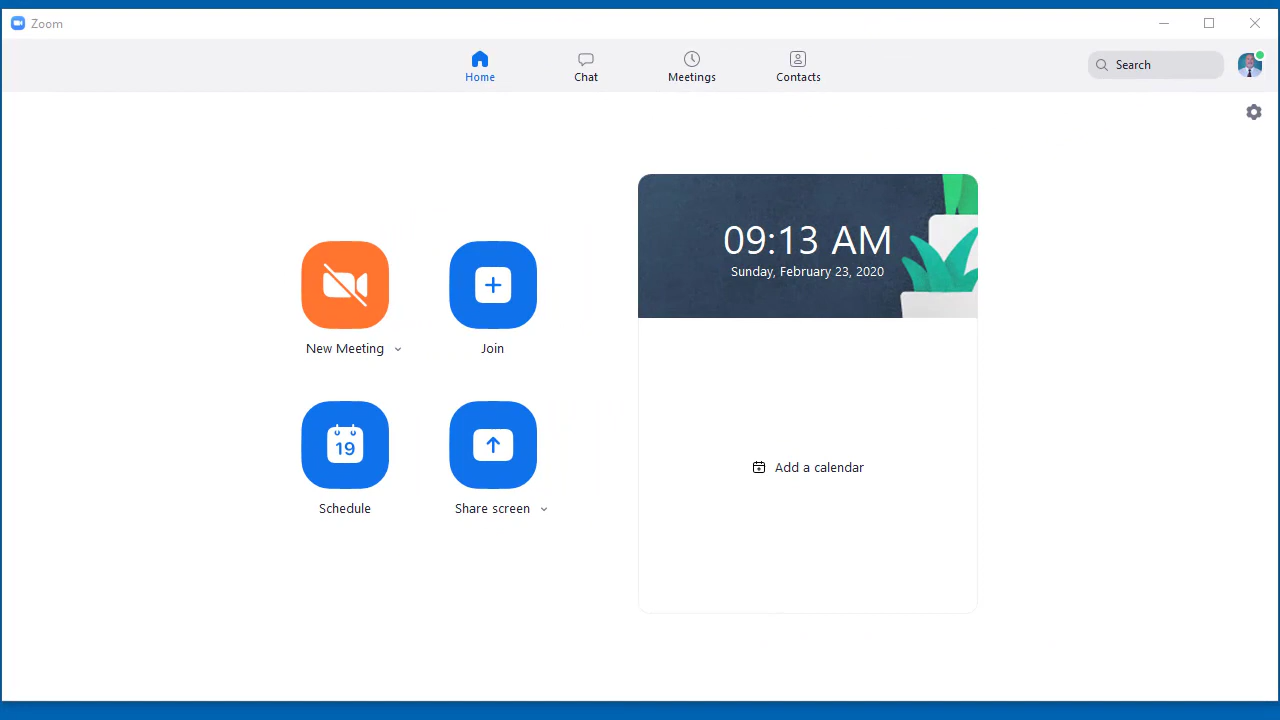 Zoom
Home
Chat
Meetings
Contacts
Search
09:13 AM
Sunday, February 23, 2020
New Meeting
Join
19
Schedule
Share screen
Add a calendar